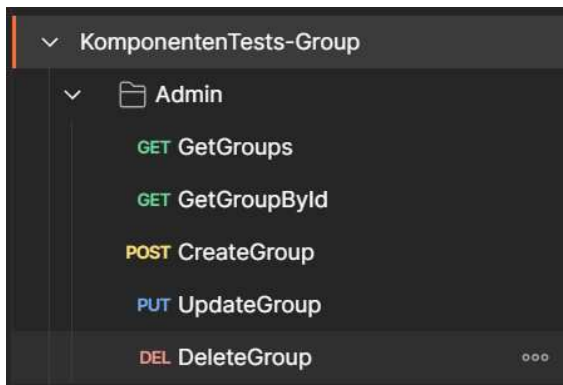 KomponentenTests-Group
Admin
GET GetGroups
GET GetGroupById
POST CreateGroup
PUT UpdateGroup
DEL DeleteGroup